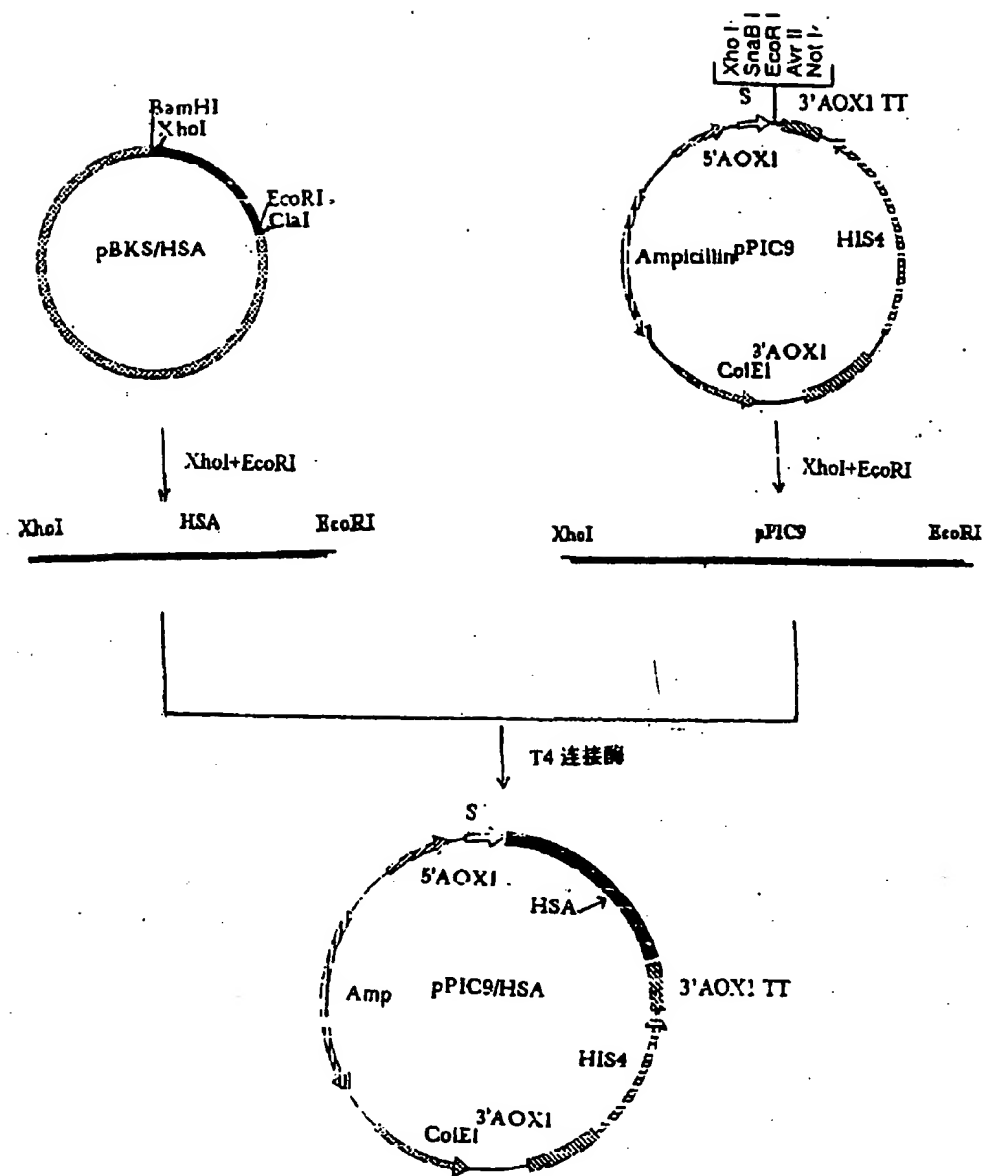 BamHI
XhoI
EcoRI
ClaI
pBKS/HSA
Xho I
SnaB I
EcoR I
Avr II
Not I
S
3'AOX1 TT
5'AOX1
Ampicillin
pPIC9
HIS4
3'AOX1
ColE1
XhoI+EcoRI
XhoI+EcoRI
XhoI
HSA
EcoRI
XhoI
pPIC9
EcoRI
T4 连接酶
S
5'AOX1
HSA
Amp
pPIC9/HSA
3'AOX1 TT
HIS4
3'AOX1
ColE1